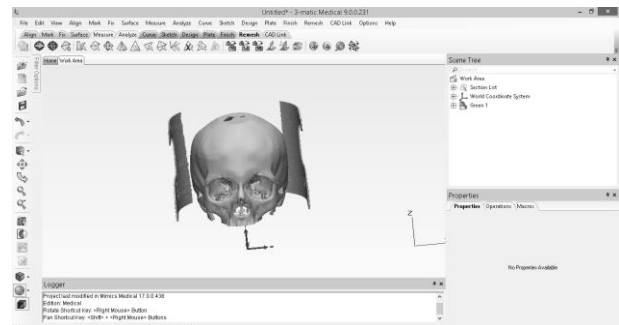 Untitled* - 3-matic Medical 9.0.0.231
File Edit View Align Mark Fix Surface Measure Analyze Curve Sketch Design Plate Finish Remesh CAD Link Options Help
Align Mark Fix Surface Measure Analyze Curve Sketch Design Plate Finish Remesh CAD Link
Home Work Area
Filter Options
Scene Tree
Work Area
Section List
World Coordinate System
Green 1
Properties
Properties Operations Macros
Z
No Properties Available
Logger
Project last modified in Mimics Medical 17.0.0.436
Edition: Medical
Rotate Shortcut Key: <Right Mouse> Button
Pan Shortcut Key: <Shift> + <Right Mouse> Buttons